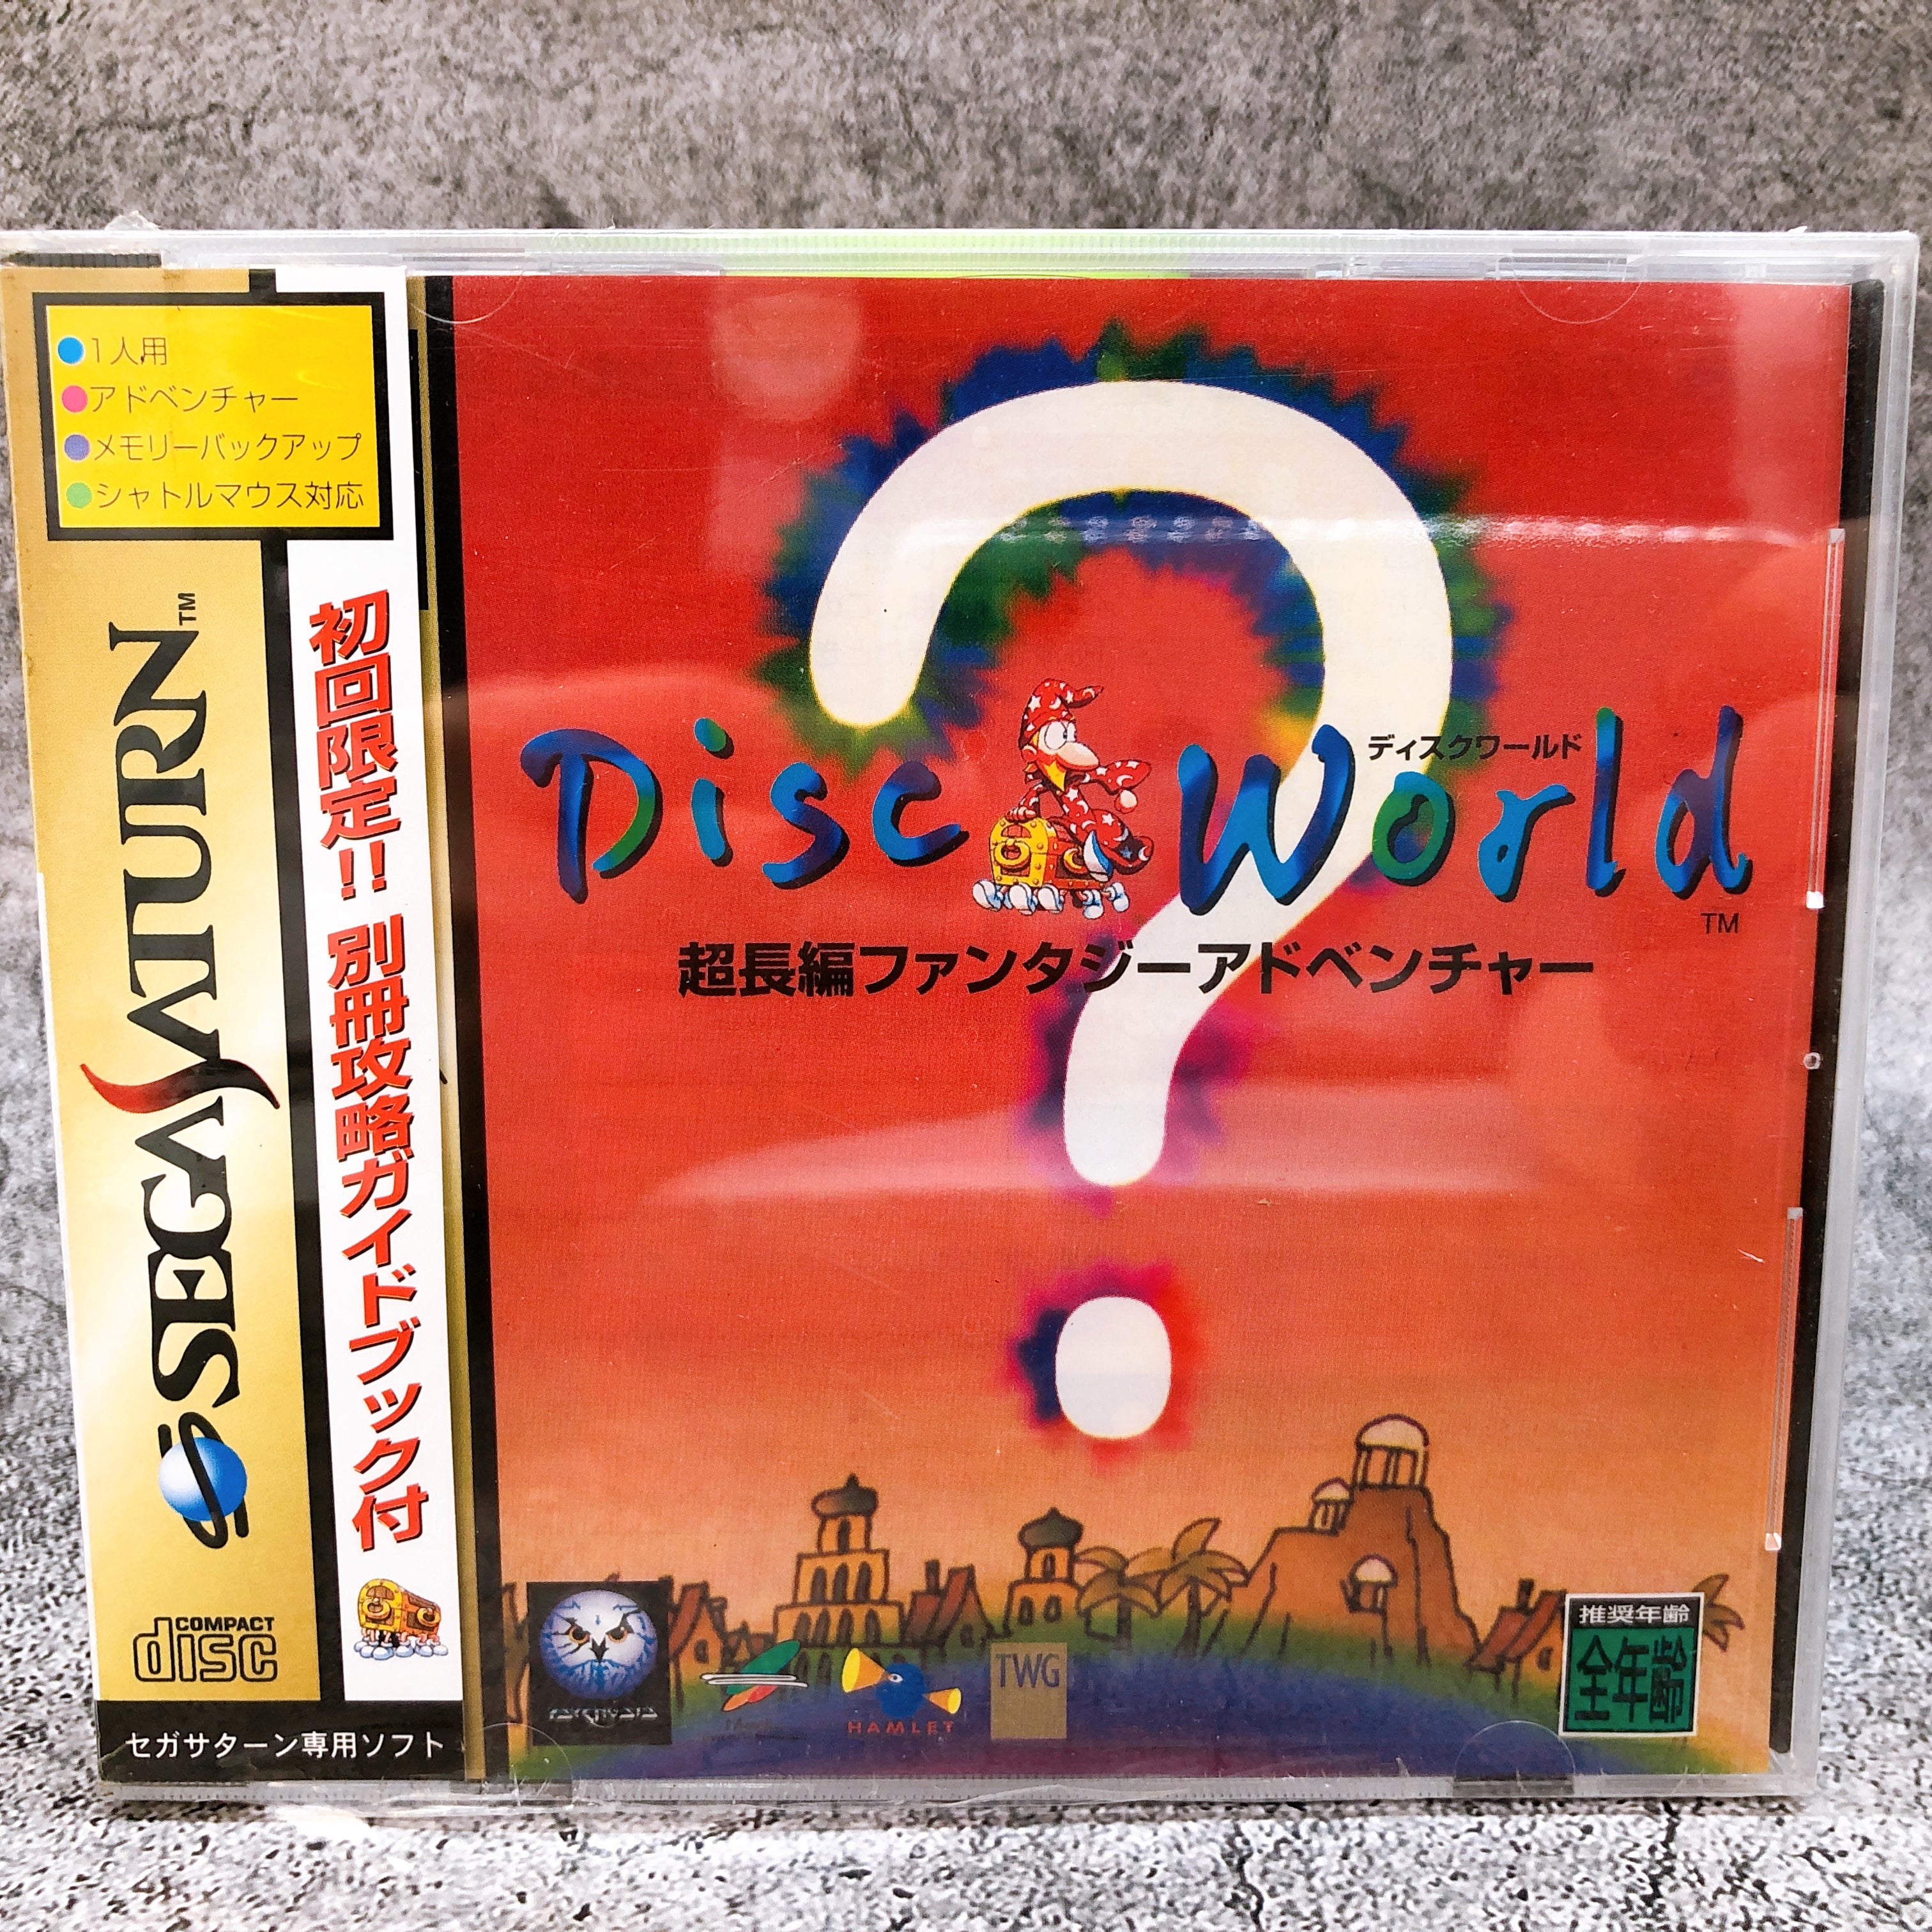 1人用
アドベンチャー
メモリーバックアップ
シャトルマウス対応
SEGA SATURN™
初回限定!! 別冊攻略ガイドブック付
COMPACT
disc
セガサターン専用ソフト
Disc World
ディスクワールド
TM
超長編ファンタジーアドベンチャー
PSYGNOSIS
HAMLET
TWG
推奨年齢
全年齢